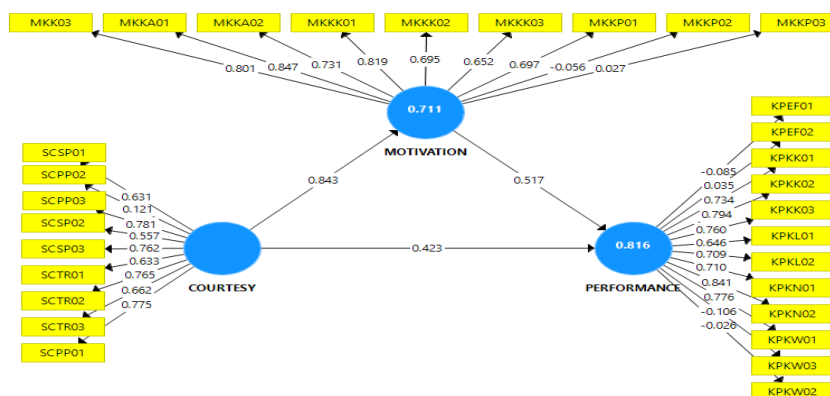 MKK03 MKKA01 MKKA02 MKKK01 MKKK02 MKKK03 MKKP01 MKKP02 MKKP03
0.801 0.847 0.731 0.819 0.695 0.652 0.697 -0.056 0.027
0.711
MOTIVATION
SCSP01
SCPP02
SCPP03
SCSP02
SCSP03
SCTR01
SCTR02
SCTR03
SCPP01
0.631
0.121
0.781
0.557
0.762
0.633
0.765
0.662
0.775
COURTESY
0.843
0.517
0.423
0.816
PERFORMANCE
-0.085
0.035
0.734
0.794
0.760
0.646
0.709
0.710
0.841
0.776
-0.106
-0.026
KPEF01
KPEF02
KPKK01
KPKK02
KPKK03
KPKL01
KPKL02
KPKN01
KPKN02
KPKW01
KPKW03
KPKW02